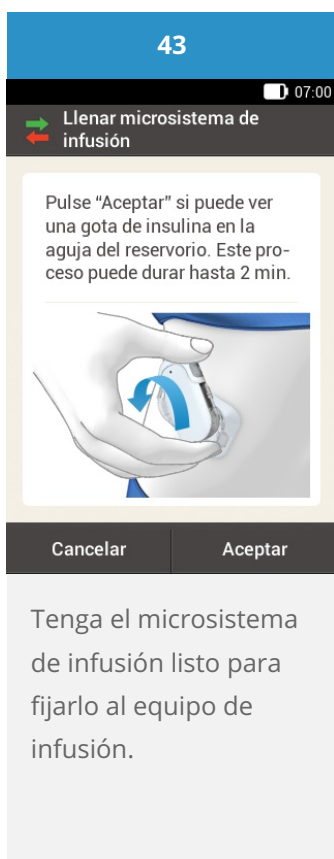 43
07:00
Llenar microsistema de
infusión
Pulse “Aceptar” si puede ver
una gota de insulina en la
aguja del reservorio. Este pro-
ceso puede durar hasta 2 min.
Cancelar Aceptar
Tenga el microsistema
de infusión listo para
fijarlo al equipo de
infusión.